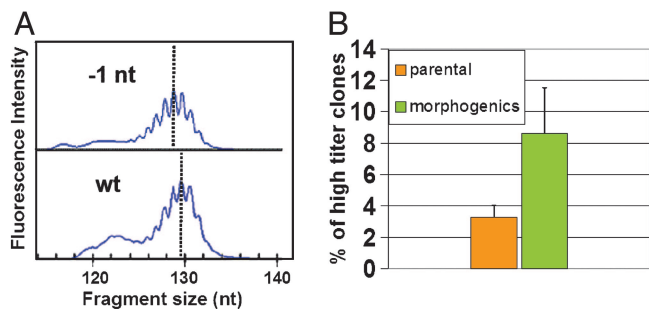 A
Fluorescence Intensity
-1 nt
wt
120 130 140
Fragment size (nt)
B
% of high titer clones
14
12
10
8
6
4
2
0
parental
morphogenics